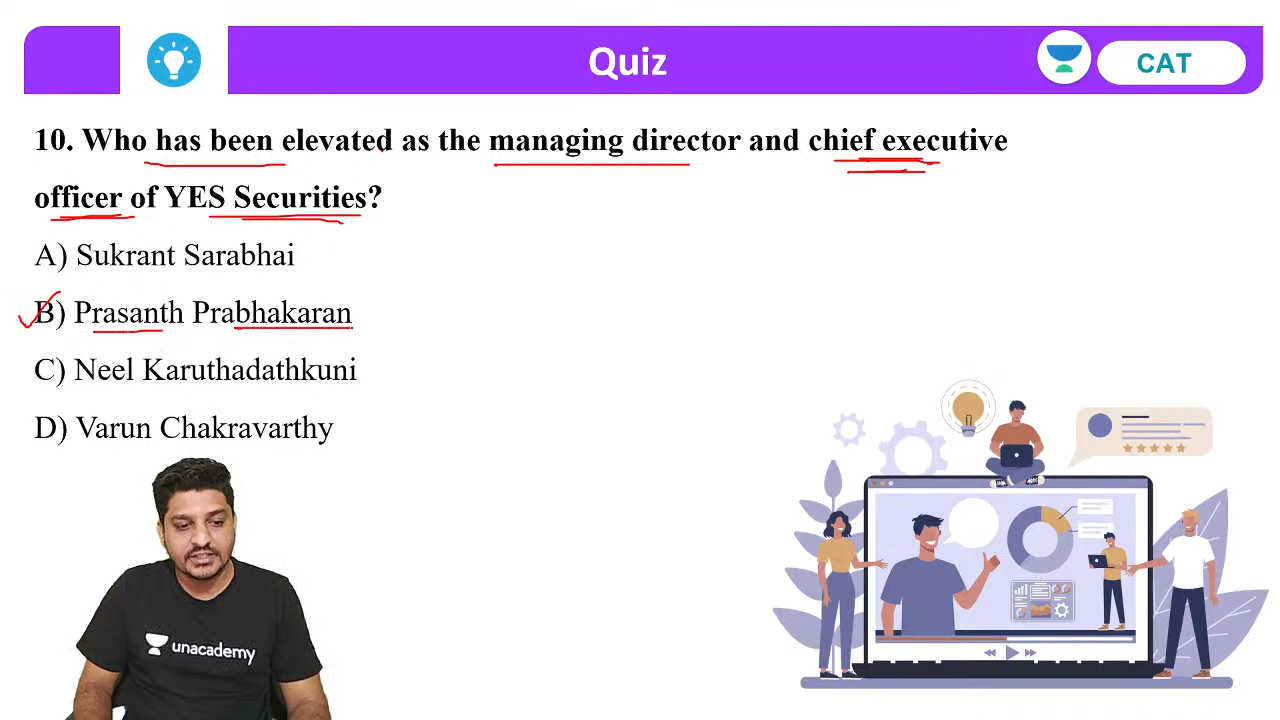 Quiz
CAT
10. Who has been elevated as the managing director and chief executive
officer of YES Securities?
A) Sukrant Sarabhai
B) Prasanth Prabhakaran
C) Neel Karuthadathkuni
D) Varun Chakravarthy
unacademy